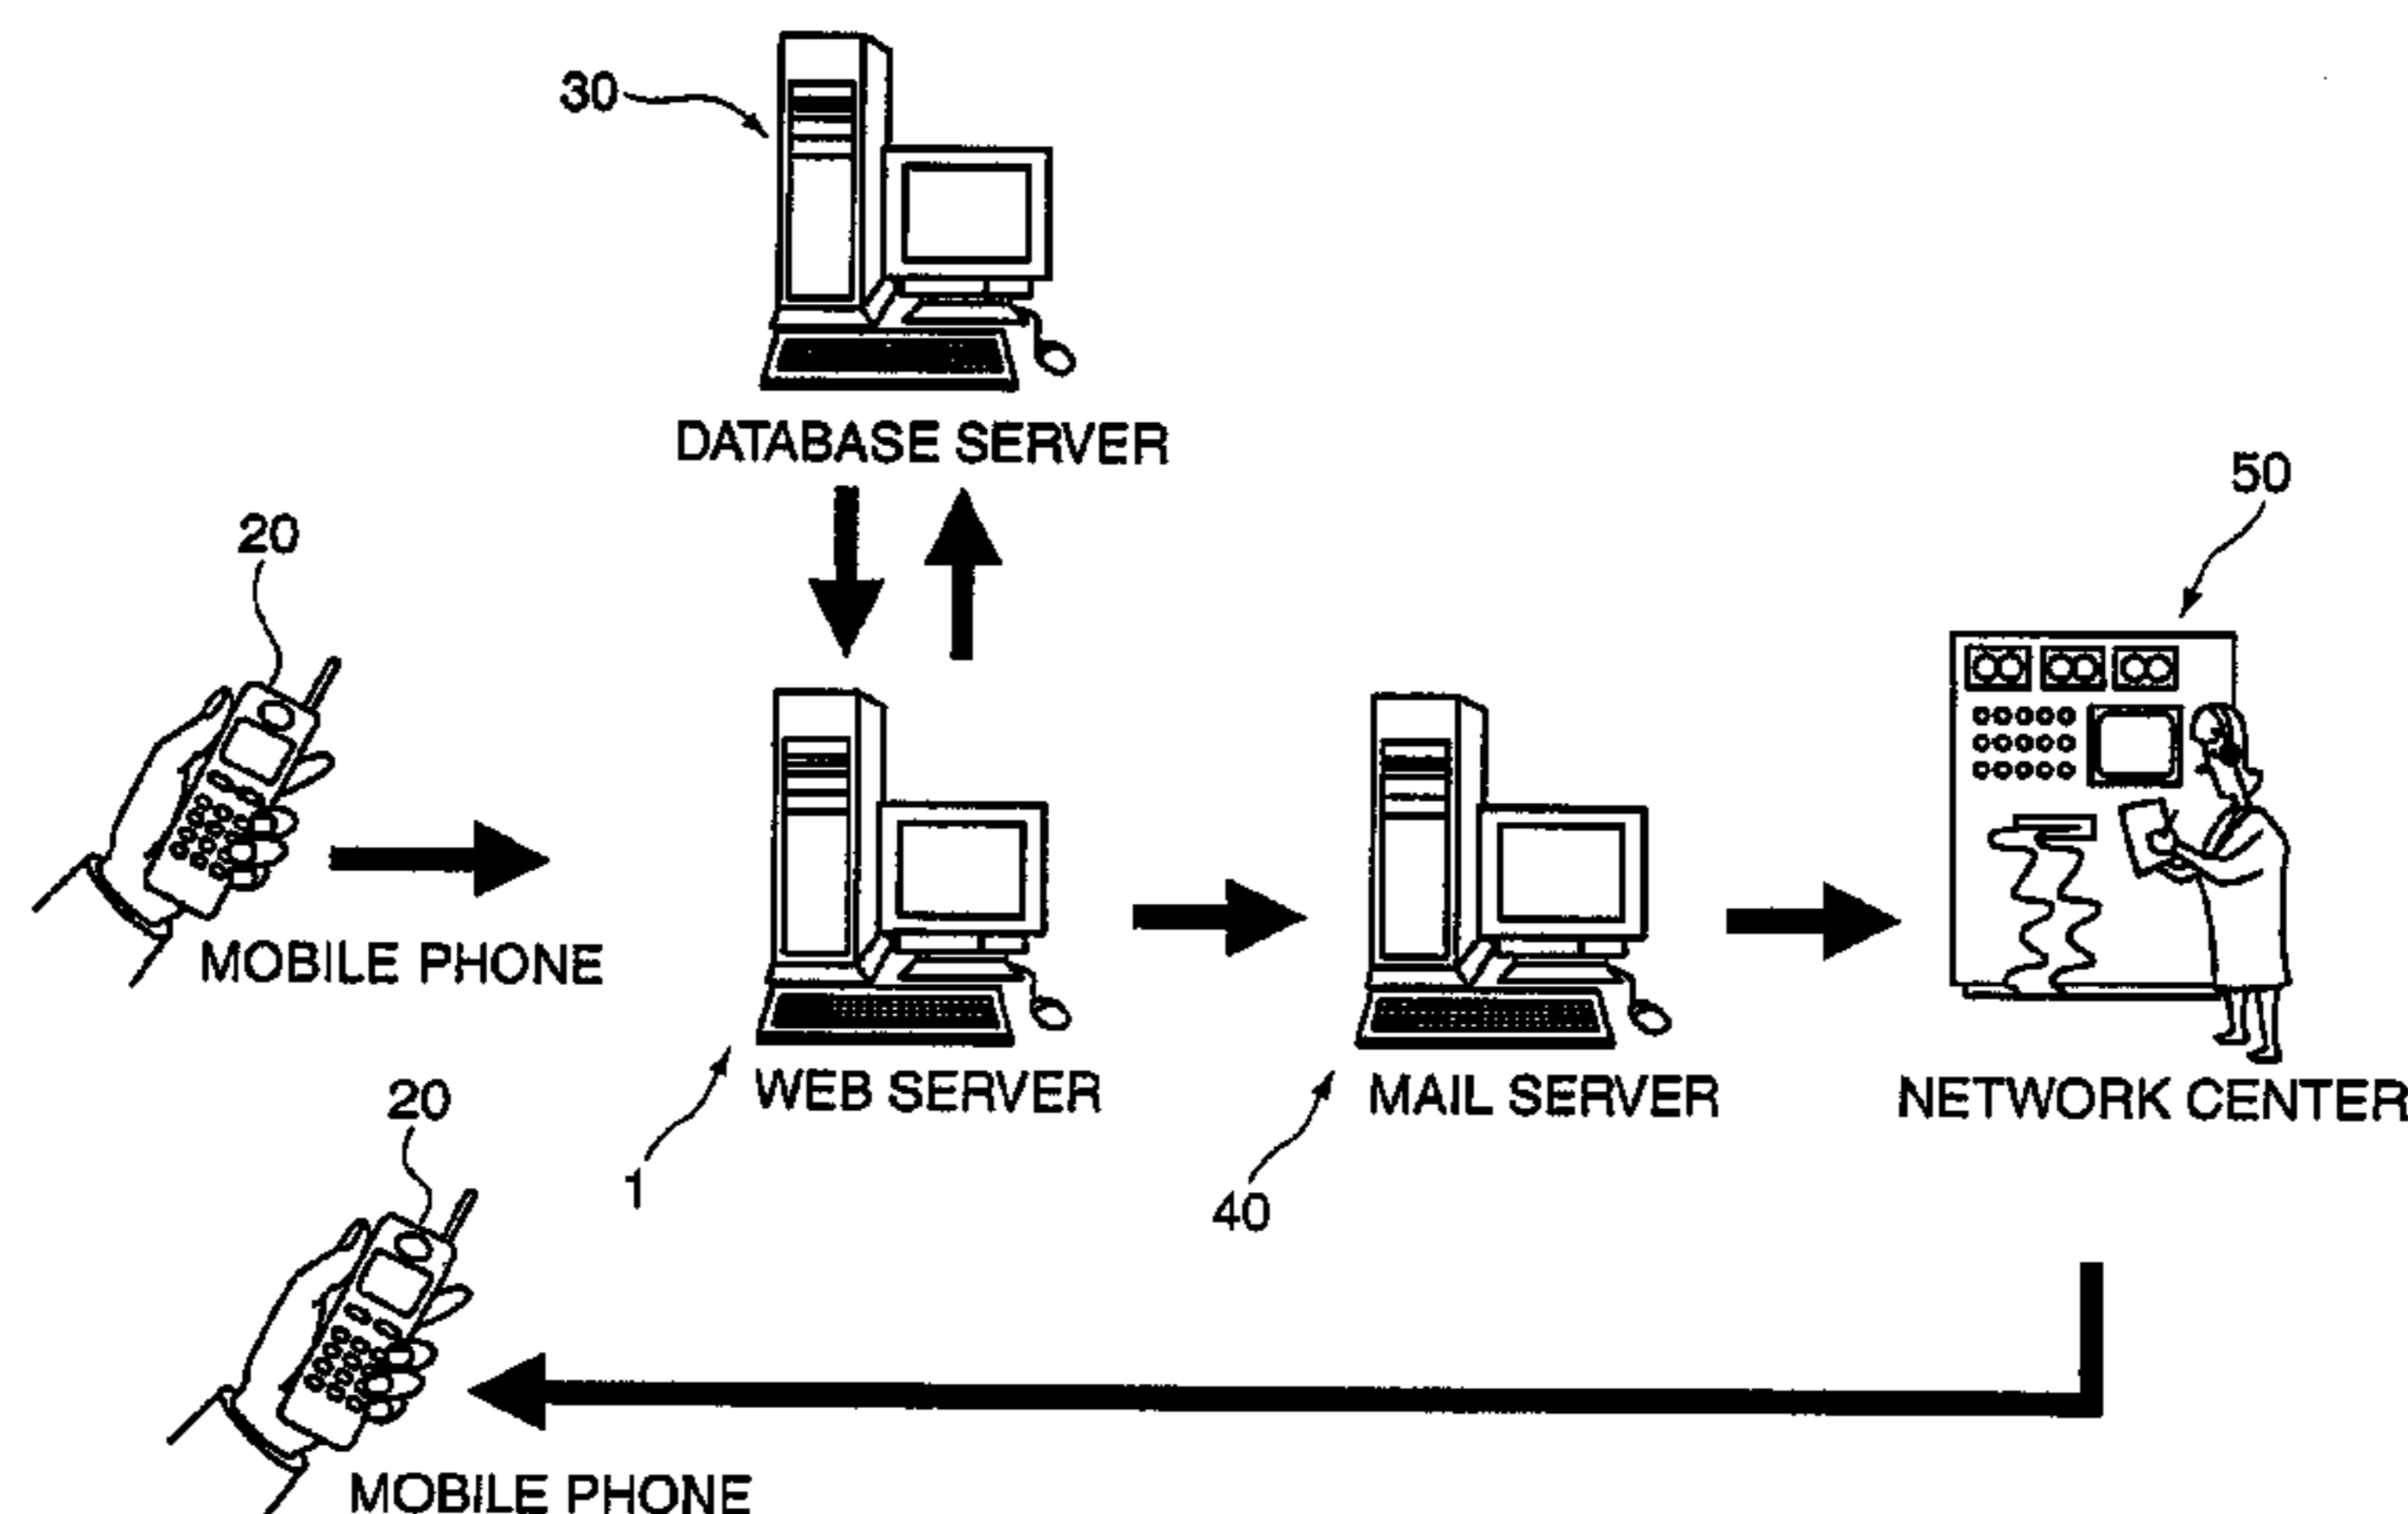 30
DATABASE SERVER
50
20
MOBILE PHONE
WEB SERVER
MAIL SERVER
NETWORK CENTER
20
1
40
MOBILE PHONE